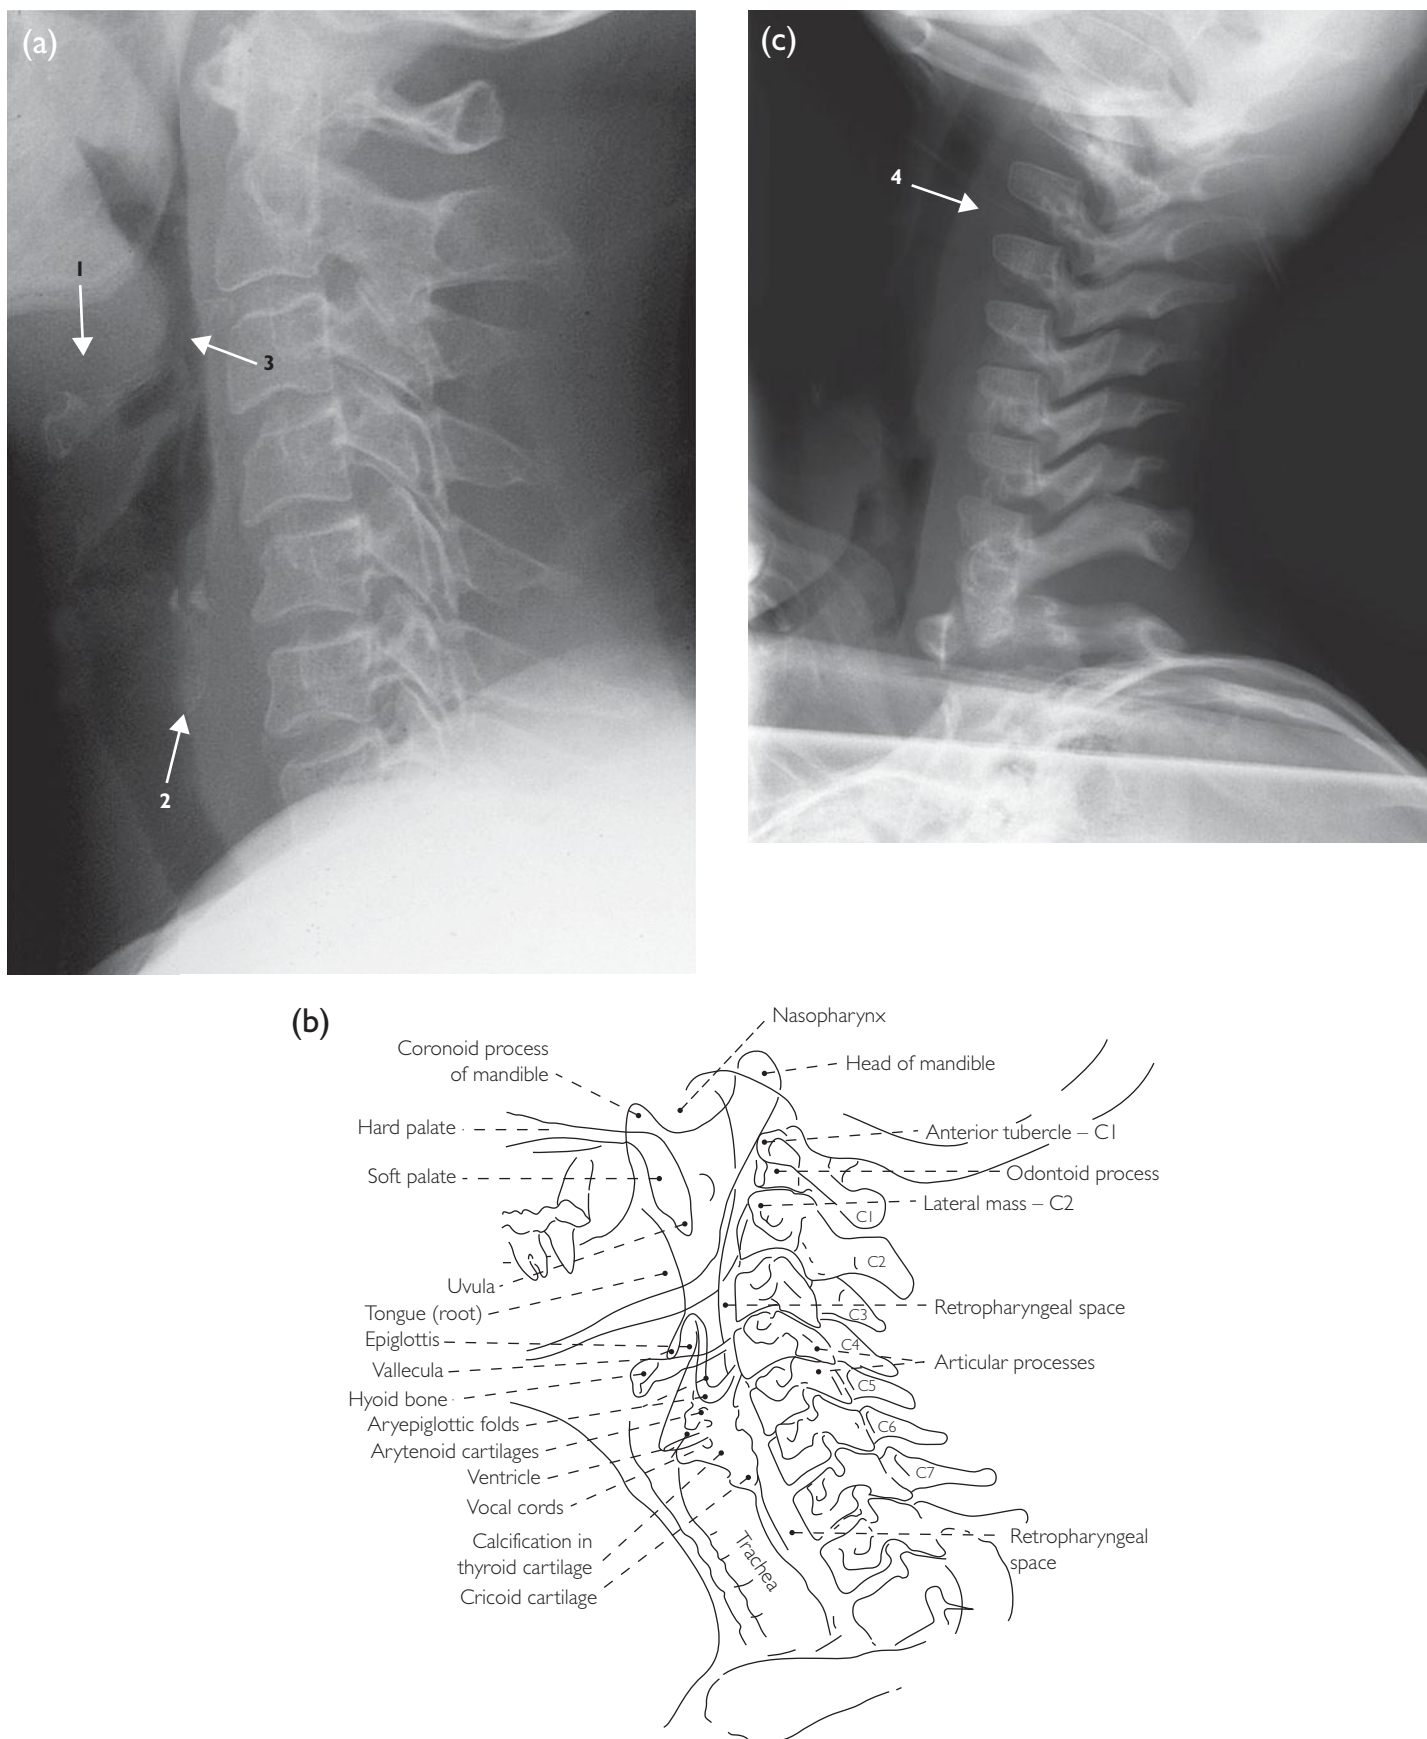 (a)
1
3
2
(c)
4
(b)
Nasopharynx
Coronoid process
of mandible
Head of mandible
Hard palate
Anterior tubercle – C1
Soft palate
Odontoid process
Lateral mass – C2
C1
C2
Uvula
Tongue (root)
Retropharyngeal space
C3
Epiglottis
C4
Vallecula
Articular processes
C5
Hyoid bone
Aryepiglottic folds
C6
Arytenoid cartilages
Ventricle
C7
Vocal cords
Calcification in
thyroid cartilage
Retropharyngeal
space
Trachea
Cricoid cartilage